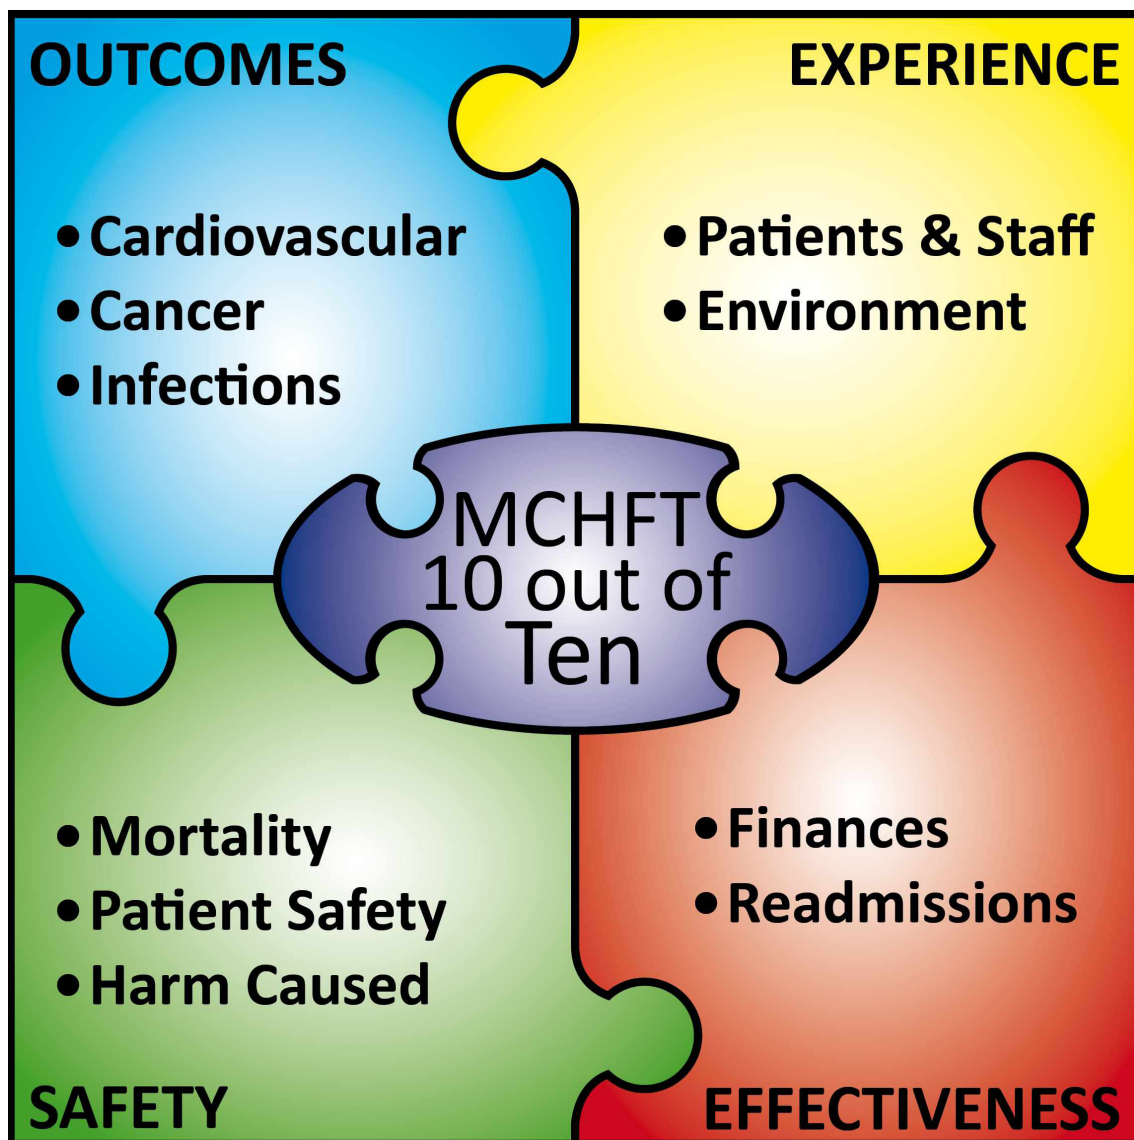 OUTCOMES
• Cardiovascular
• Cancer
• Infections
EXPERIENCE
• Patients & Staff
• Environment
MCHFT
10 out of
Ten
• Mortality
• Patient Safety
• Harm Caused
SAFETY
• Finances
• Readmissions
EFFECTIVENESS